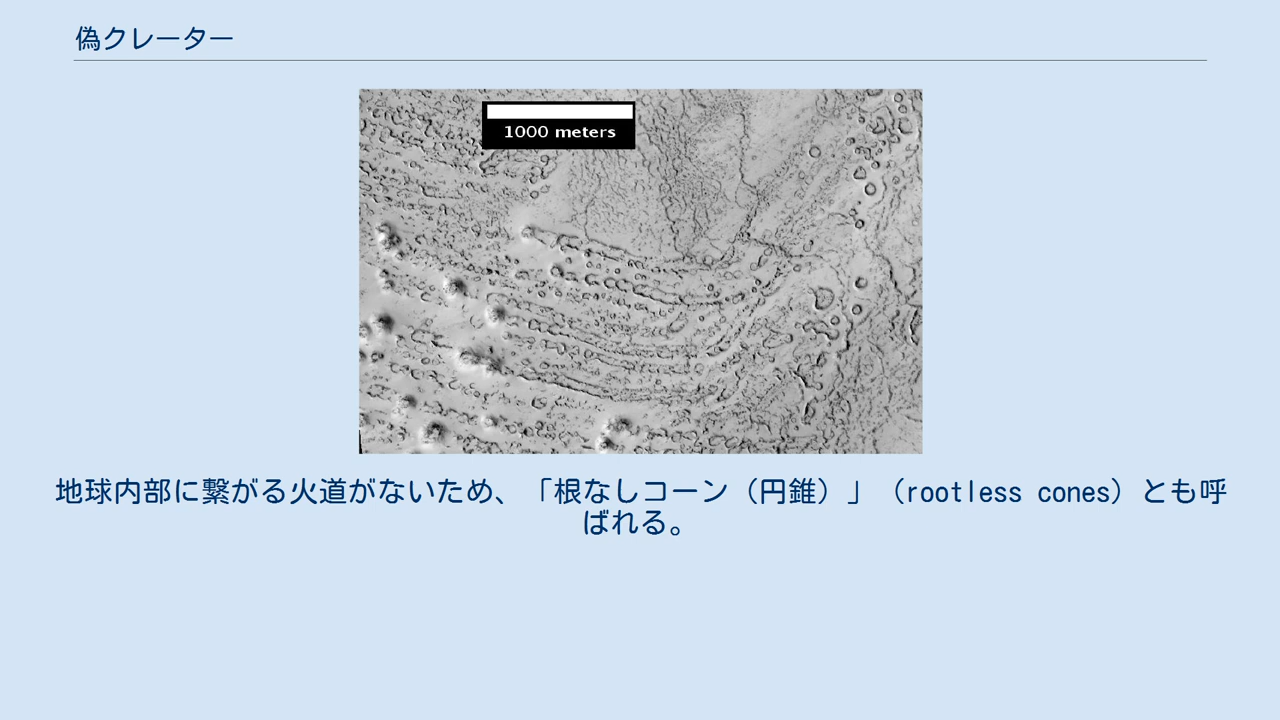 偽クレーター
1000 meters
地球内部に繋がる火道がないため、「根なしコーン（円錐）」（rootless cones）とも呼
ばれる。